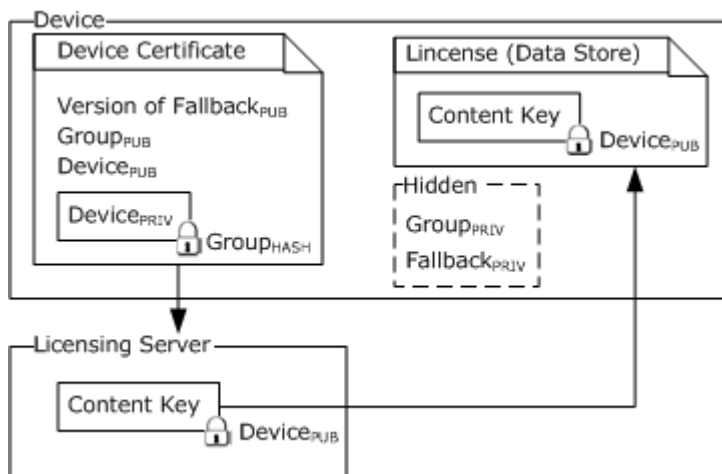 Device
Device Certificate
Version of FallbackPUB
GroupPUB
DevicePUB
DevicePRIV
GroupHASH
Lincense (Data Store)
Content Key
DevicePUB
Hidden
GroupPRIV
FallbackPRIV
Licensing Server
Content Key
DevicePUB